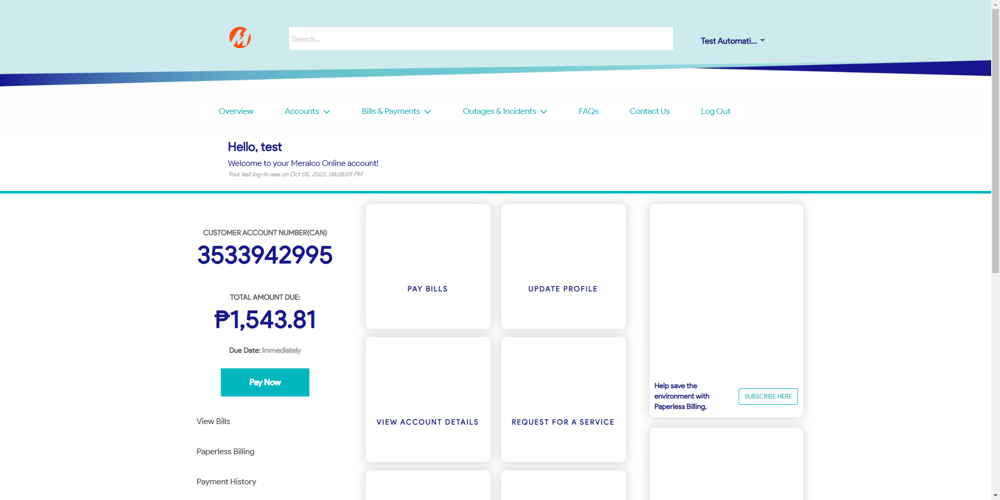 Search...
Test Automati...
Overview
Accounts
Bills & Payments
Outages & Incidents
FAQs
Contact Us
Log Out
Hello, test
Welcome to your Meralco Online account!
Your last log-in was on Oct 05, 2022, 08:28:59 PM
CUSTOMER ACCOUNT NUMBER(CAN)
3533942995
TOTAL AMOUNT DUE:
₱1,543.81
Due Date: Immediately
Pay Now
View Bills
Paperless Billing
Payment History
PAY BILLS
UPDATE PROFILE
VIEW ACCOUNT DETAILS
REQUEST FOR A SERVICE
Help save the
environment with
Paperless Billing.
SUBSCRIBE HERE